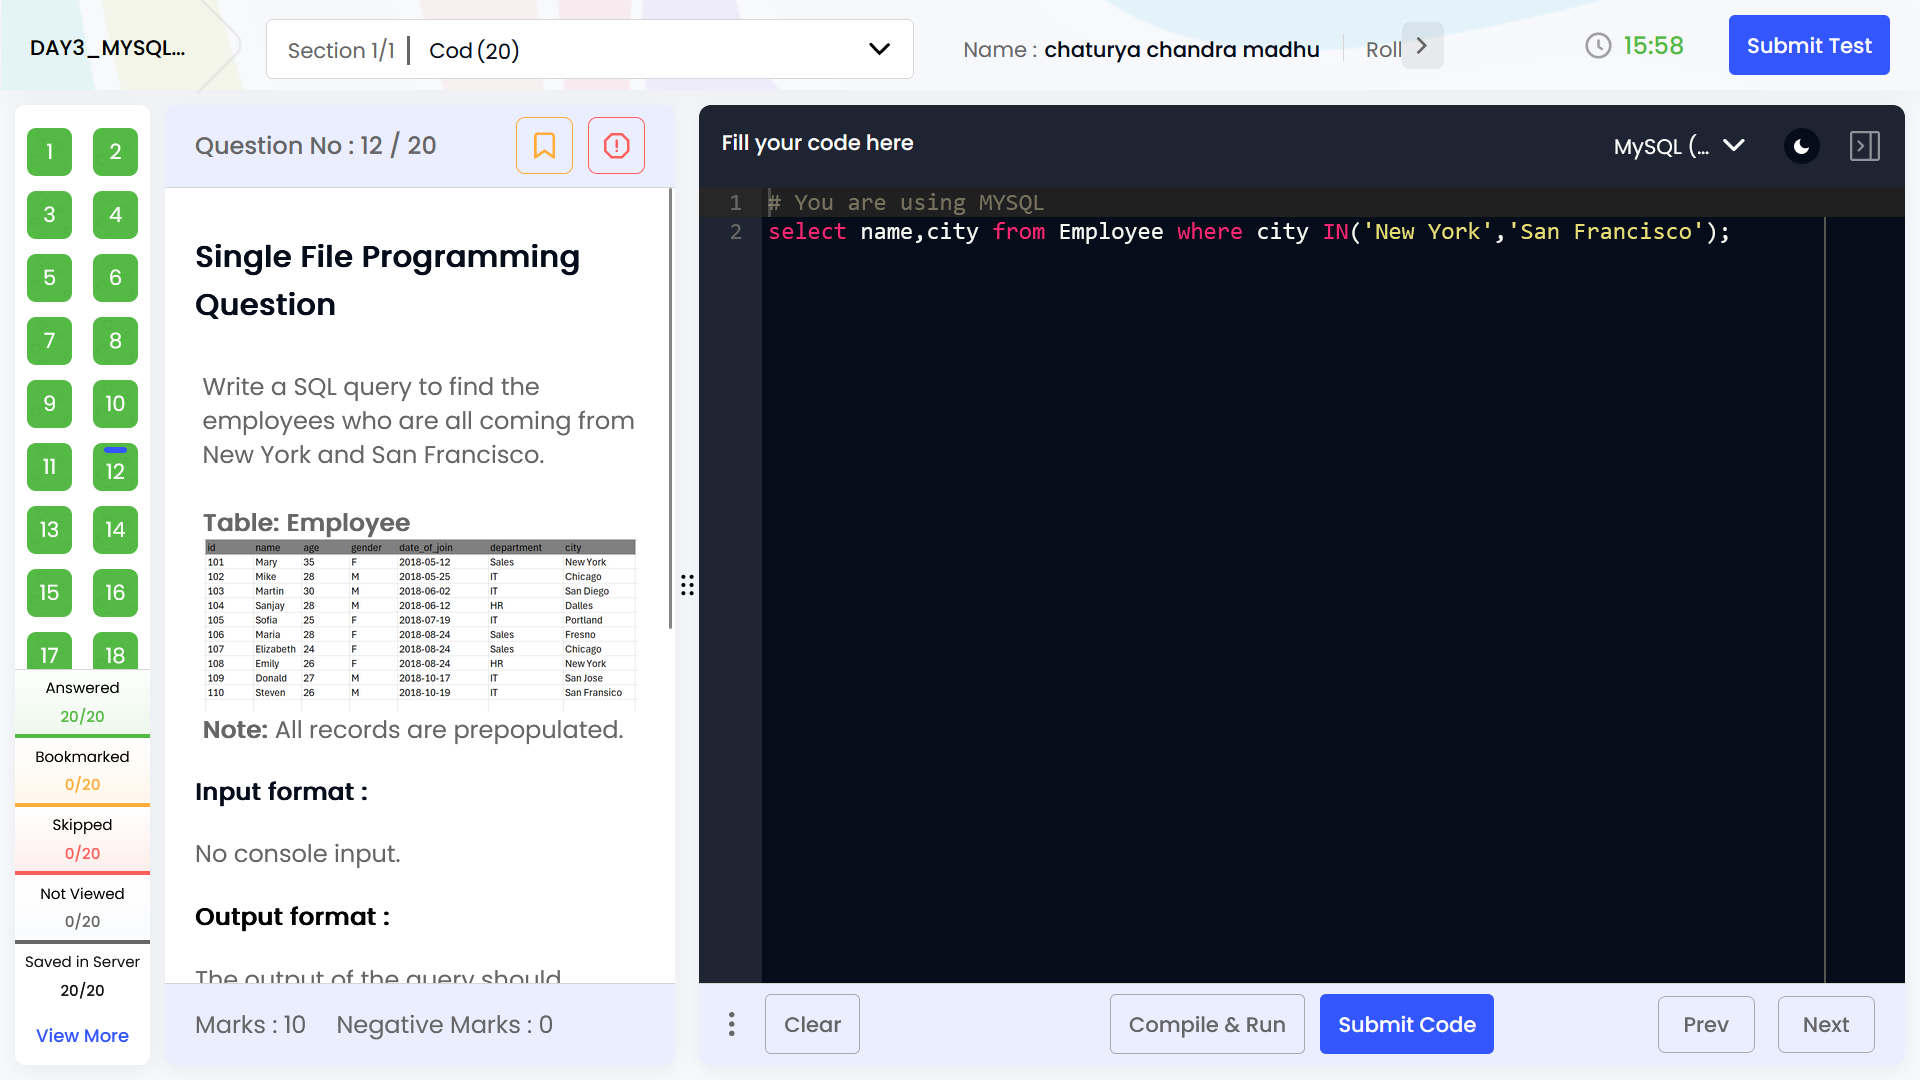 DAY3_MYSQL...
Section 1/1 | Cod (20)
Name : chaturya chandra madhu
Roll
15:58
Submit Test
1 2
3 4
5 6
7 8
9 10
11 12
13 14
15 16
17 18
Answered
20/20
Bookmarked
0/20
Skipped
0/20
Not Viewed
0/20
Saved in Server
20/20
View More
Question No : 12 / 20
Single File Programming
Question
Write a SQL query to find the
employees who are all coming from
New York and San Francisco.
Table: Employee
id name age gender date_of_join department city
101 Mary 35 F 2018-05-12 Sales New York
102 Mike 28 M 2018-05-25 IT Chicago
103 Martin 30 M 2018-06-02 IT San Diego
104 Sanjay 28 M 2018-06-12 HR Dalles
105 Sofia 25 F 2018-07-19 IT Portland
106 Maria 28 F 2018-08-24 Sales Fresno
107 Elizabeth 24 F 2018-08-24 Sales Chicago
108 Emily 26 F 2018-08-24 HR New York
109 Donald 27 M 2018-10-17 IT San Jose
110 Steven 26 M 2018-10-19 IT San Fransico
Note: All records are prepopulated.
Input format :
No console input.
Output format :
The output of the query should
Marks : 10 Negative Marks : 0
Fill your code here
MySQL (...
1 # You are using MYSQL
2 select name,city from Employee where city IN('New York','San Francisco');
Clear
Compile & Run
Submit Code
Prev
Next